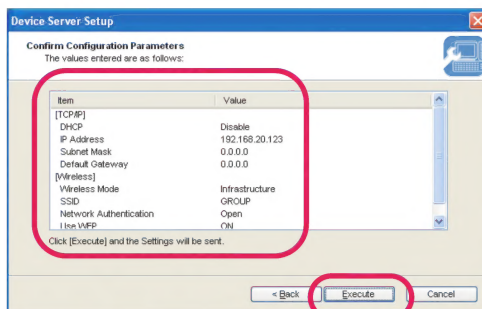 Device Server Setup
Confirm Configuration Parameters
The values entered are as follows:
Item Value
[TCP/IP]
DHCP Disable
IP Address 192.168.20.123
Subnet Mask 0.0.0.0
Default Gateway 0.0.0.0
[Wireless]
Wireless Mode Infrastructure
SSID GROUP
Network Authentication Open
Use WEP ON
Click [Execute] and the Settings will be sent.
< Back Execute Cancel